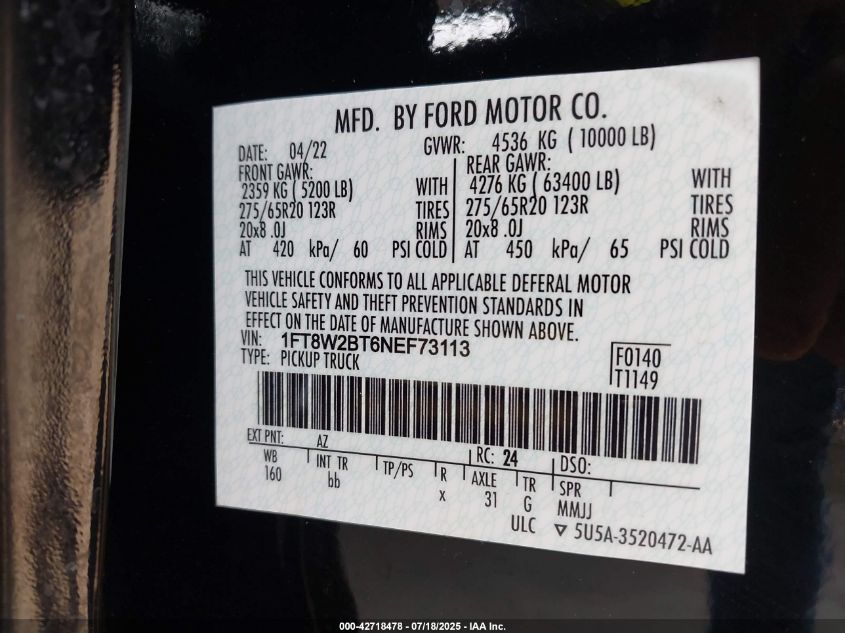 MFD. BY FORD MOTOR CO.
DATE: 04/22 GVWR: 4536 KG ( 10000 LB)
FRONT GAWR: REAR GAWR:
2359 KG ( 5200 LB) WITH 4276 KG ( 63400 LB) WITH
275/65R20 123R TIRES 275/65R20 123R TIRES
20x8 .0J RIMS 20x8 .0J RIMS
AT 420 kPa/ 60 PSI COLD AT 450 kPa/ 65 PSI COLD
THIS VEHICLE CONFORMS TO ALL APPLICABLE DEFERAL MOTOR
VEHICLE SAFETY AND THEFT PREVENTION STANDARDS IN
EFFECT ON THE DATE OF MANUFACTURE SHOWN ABOVE.
VIN: 1FT8W2BT6NEF73113
TYPE: PICKUP TRUCK
F0140
T1149
EXT PNT: AZ RC: 24 DSO:
WB INT TR TP/PS R AXLE TR SPR
160 bb x 31 G MMJJ
ULC 5U5A-3520472-AA
000-42718478 - 07/18/2025 - IAA Inc.